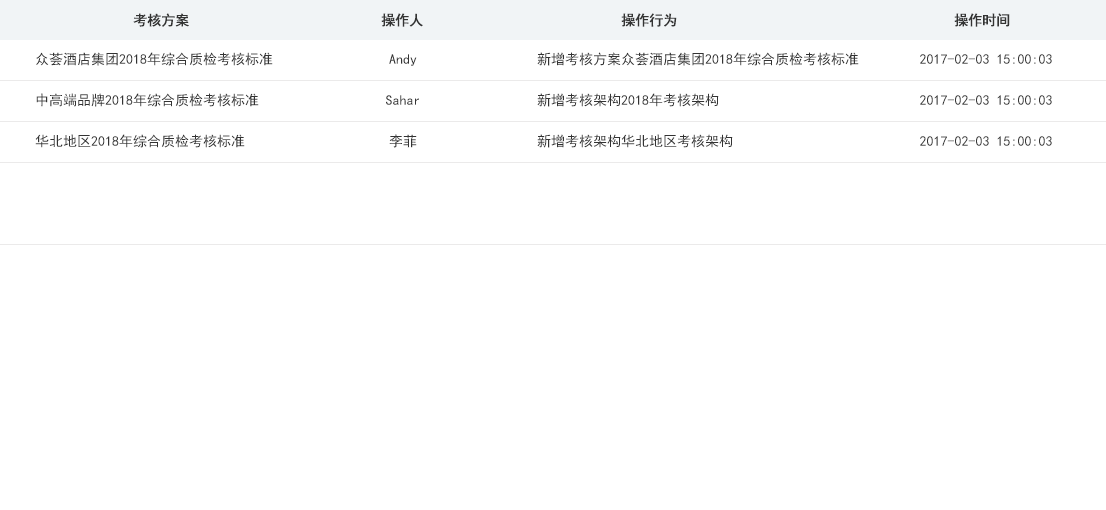 考核方案 操作人 操作行为 操作时间
众荟酒店集团2018年综合质检考核标准 Andy 新增考核方案众荟酒店集团2018年综合质检考核标准 2017-02-03 15:00:03
中高端品牌2018年综合质检考核标准 Sahar 新增考核架构2018年考核架构 2017-02-03 15:00:03
华北地区2018年综合质检考核标准 李菲 新增考核架构华北地区考核架构 2017-02-03 15:00:03